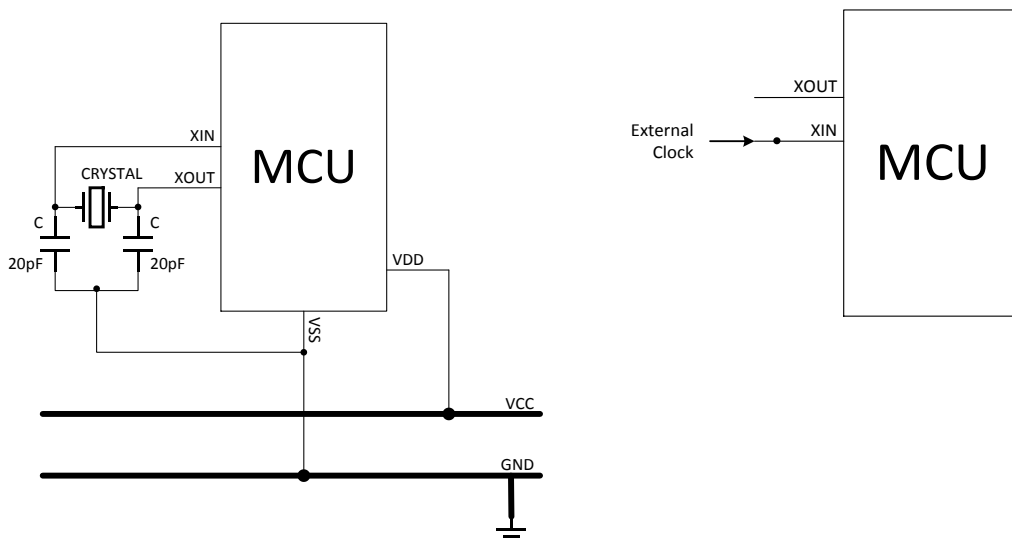 XIN
CRYSTAL
XOUT
MCU
C
C
20pF
20pF
VDD
VSS
VCC
GND
XOUT
External
Clock
XIN
MCU